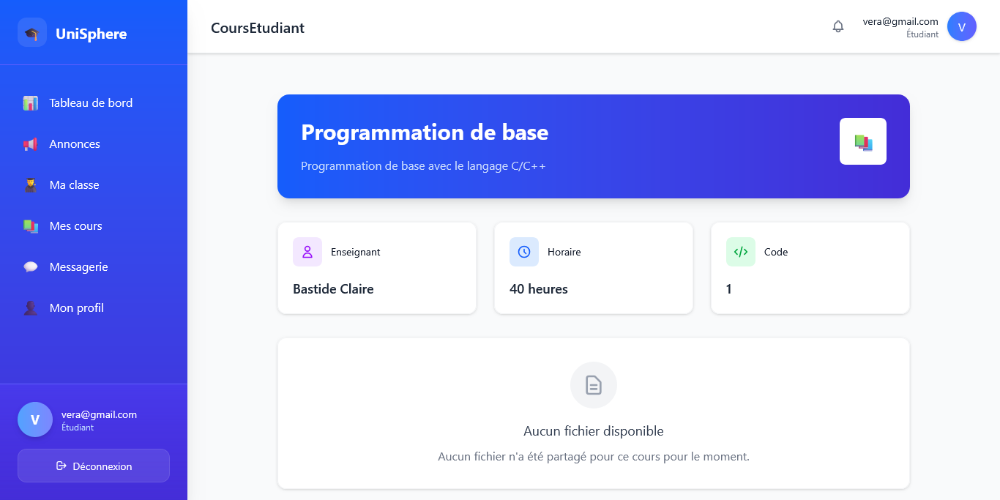 UniSphere
Tableau de bord
Annonces
Ma classe
Mes cours
Messagerie
Mon profil
V
vera@gmail.com
Étudiant
Déconnexion
CoursEtudiant
vera@gmail.com
Étudiant
V
Programmation de base
Programmation de base avec le langage C/C++
Enseignant
Bastide Claire
Horaire
40 heures
Code
1
Aucun fichier disponible
Aucun fichier n'a été partagé pour ce cours pour le moment.